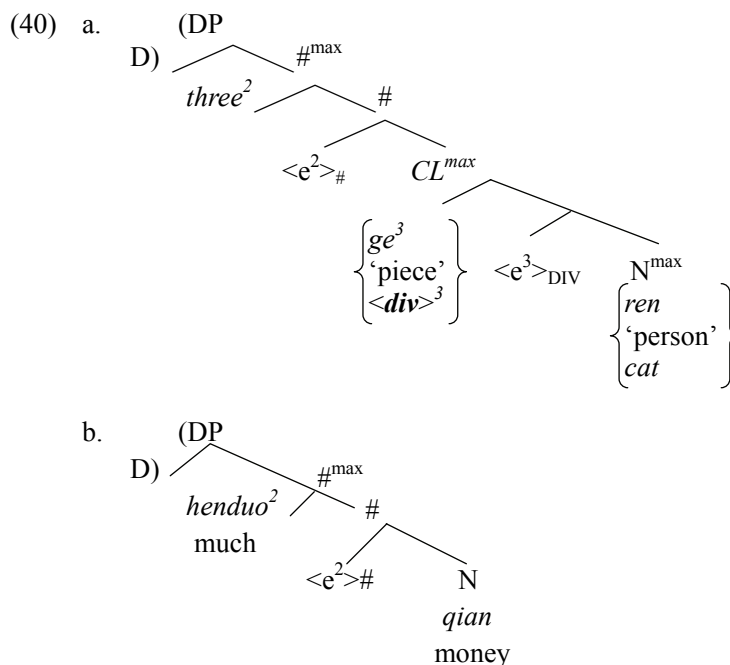 (40) a. (DP
D) #ᵐᵃˣ
three² #
<e²># CLᵐᵃˣ
ge³
‘piece’ <e³>DIV Nᵐᵃˣ
<div>³ ren
‘person’
cat
b. (DP
D) #ᵐᵃˣ
henduo² #
much
<e²># N
qian
money